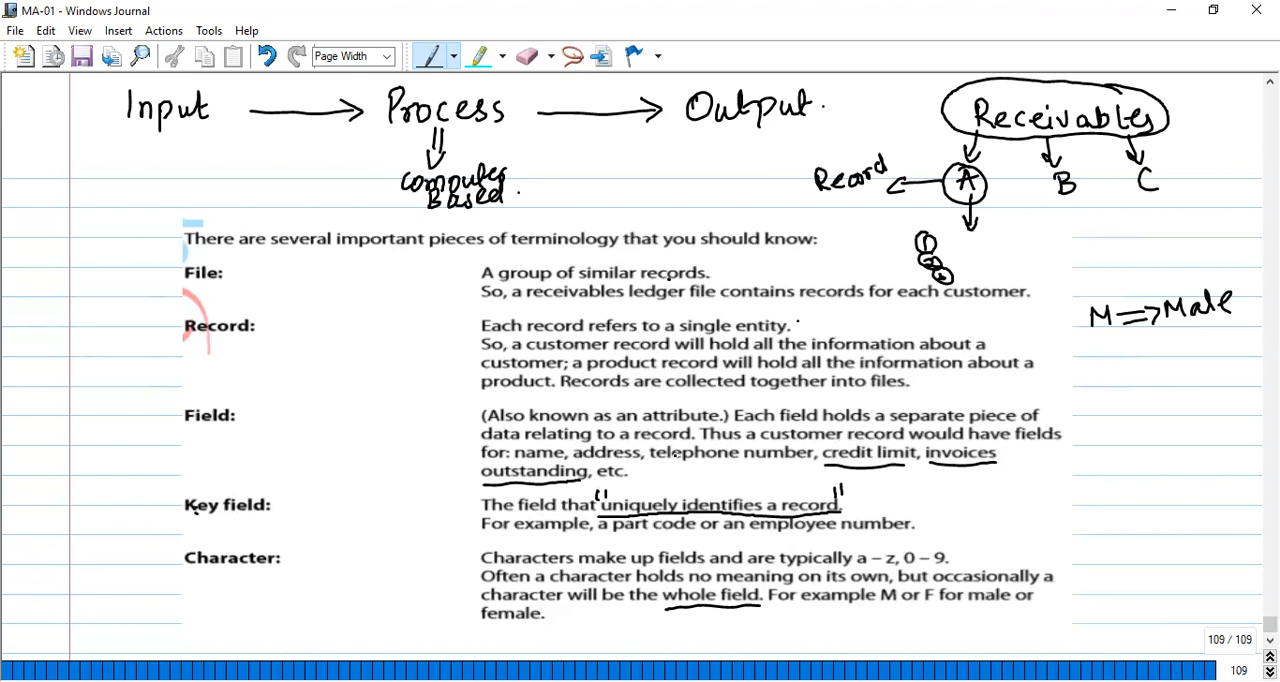 MA-01 - Windows Journal
File Edit View Insert Actions Tools Help
Page Width
Input Process Output. Receivables
computer
Based.
Record A B C
1
2
There are several important pieces of terminology that you should know:
File: A group of similar records.
So, a receivables ledger file contains records for each customer.
M => Male
Record: Each record refers to a single entity.
So, a customer record will hold all the information about a
customer; a product record will hold all the information about a
product. Records are collected together into files.
Field: (Also known as an attribute.) Each field holds a separate piece of
data relating to a record. Thus a customer record would have fields
for: name, address, telephone number, credit limit, invoices
outstanding, etc.
Key field: The field that "uniquely identifies a record".
For example, a part code or an employee number.
Character: Characters make up fields and are typically a – z, 0 – 9.
Often a character holds no meaning on its own, but occasionally a
character will be the whole field. For example M or F for male or
female.
109 / 109
109